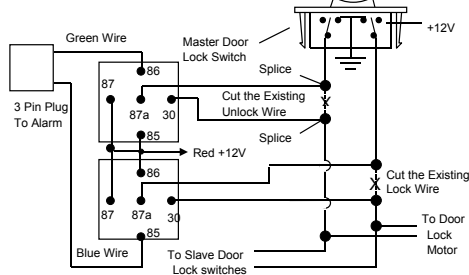 Green Wire
Master Door
Lock Switch
+12V
Splice
86
87
87a
30
3 Pin Plug
To Alarm
Cut the Existing
Unlock Wire
85
Splice
Red +12V
86
Cut the Existing
Lock Wire
87
87a
30
85
To Door
Lock
Motor
Blue Wire
To Slave Door
Lock switches